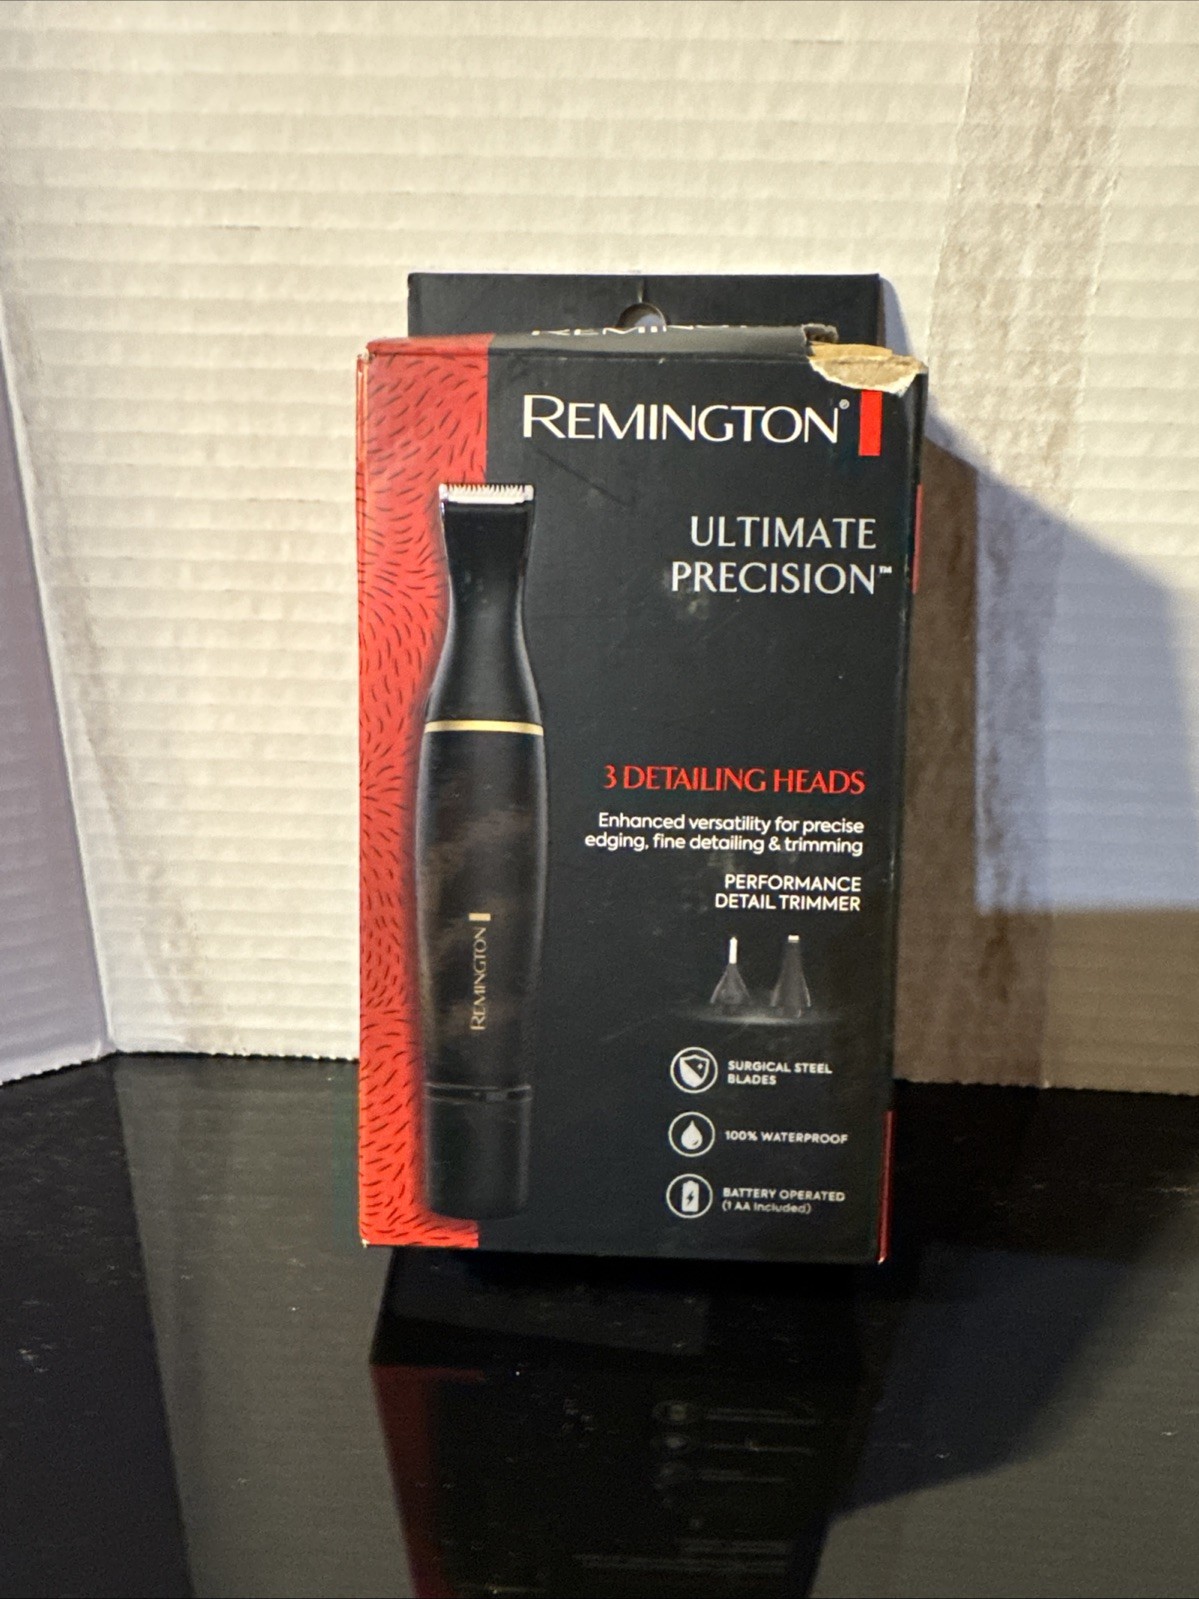 REMINGTON®
ULTIMATE
PRECISION™
3 DETAILING HEADS
Enhanced versatility for precise
edging, fine detailing & trimming
PERFORMANCE
DETAIL TRIMMER
SURGICAL STEEL
BLADES
100% WATERPROOF
BATTERY OPERATED
(1 AA Included)
REMINGTON